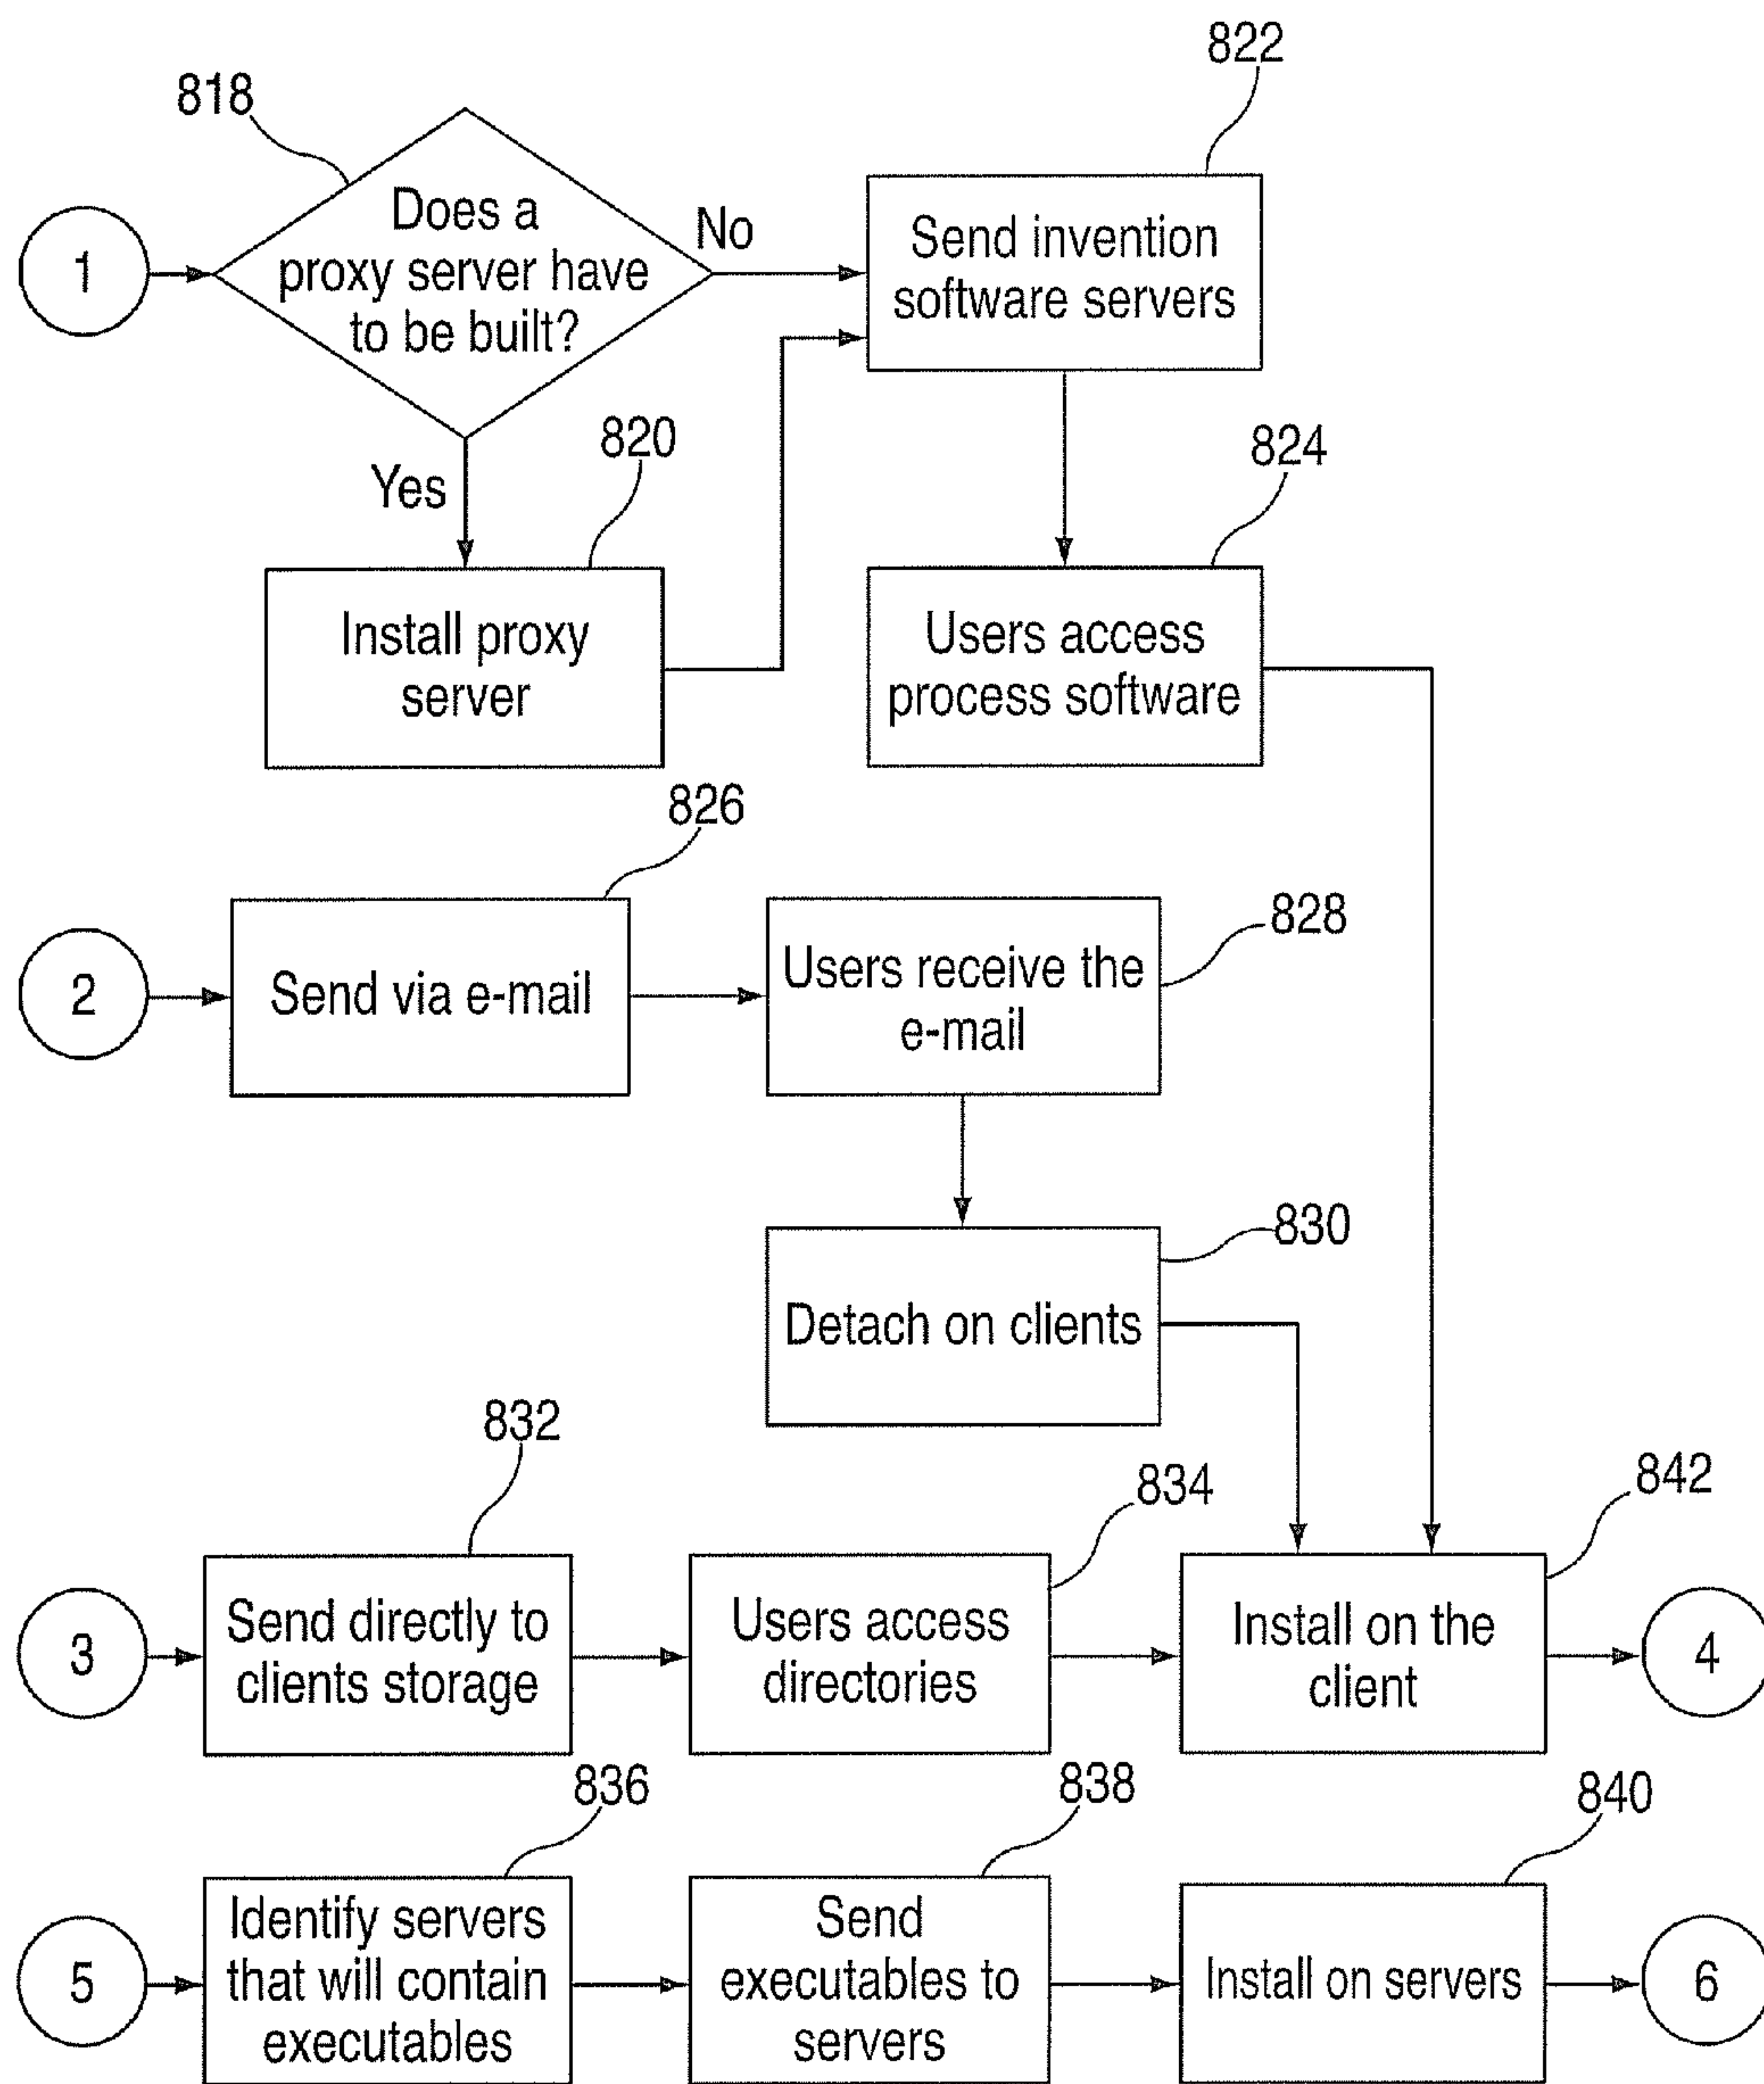 822
818
Does a
proxy server have
to be built?
No
Send invention
software servers
1
820
824
Yes
Install proxy
server
Users access
process software
826
828
2
Send via e-mail
Users receive the
e-mail
830
Detach on clients
832
834
842
3
Send directly to
clients storage
Users access
directories
Install on the
client
4
836
838
840
5
Identify servers
that will contain
executables
Send
executables to
servers
Install on servers
6